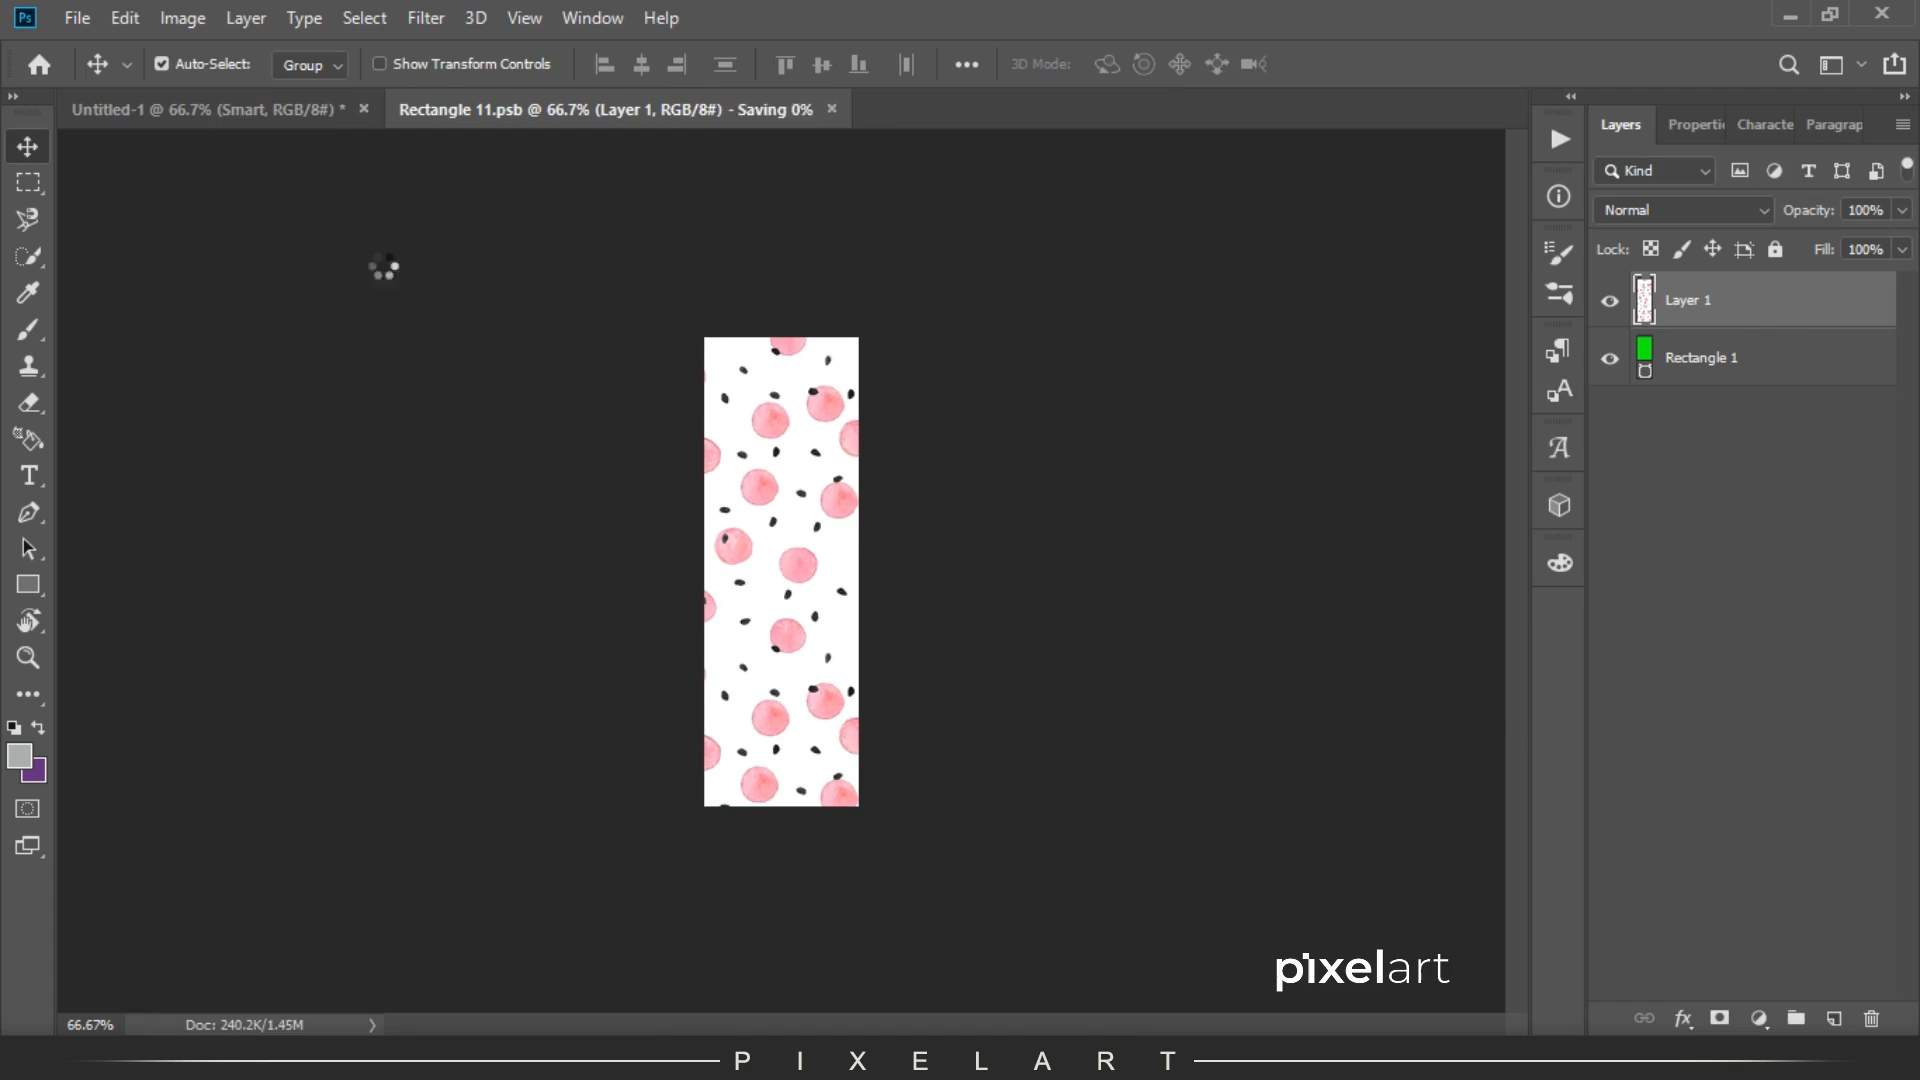 Ps File Edit Image Layer Type Select Filter 3D View Window Help
Auto-Select: Group Show Transform Controls 3D Mode:
Untitled-1 @ 66.7% (Smart, RGB/8#) * × Rectangle 11.psb @ 66.7% (Layer 1, RGB/8#) - Saving 0% ×
Layers Properti Characte Paragrap
Kind
Normal Opacity: 100%
Lock: Fill: 100%
Layer 1
Rectangle 1
pixelart
66.67% Doc: 240.2K/1.45M
PIXELART